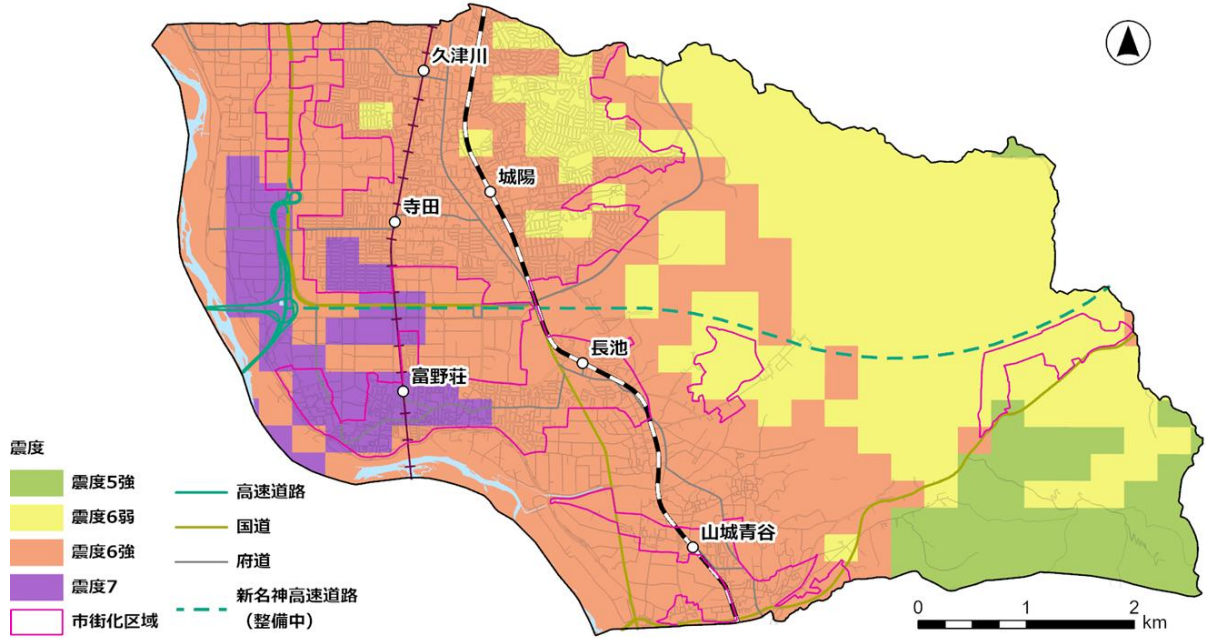 久津川
城陽
寺田
長池
富野荘
山城青谷
震度
震度5強
震度6弱
震度6強
震度7
市街化区域
高速道路
国道
府道
新名神高速道路
（整備中）
0 1 2
km